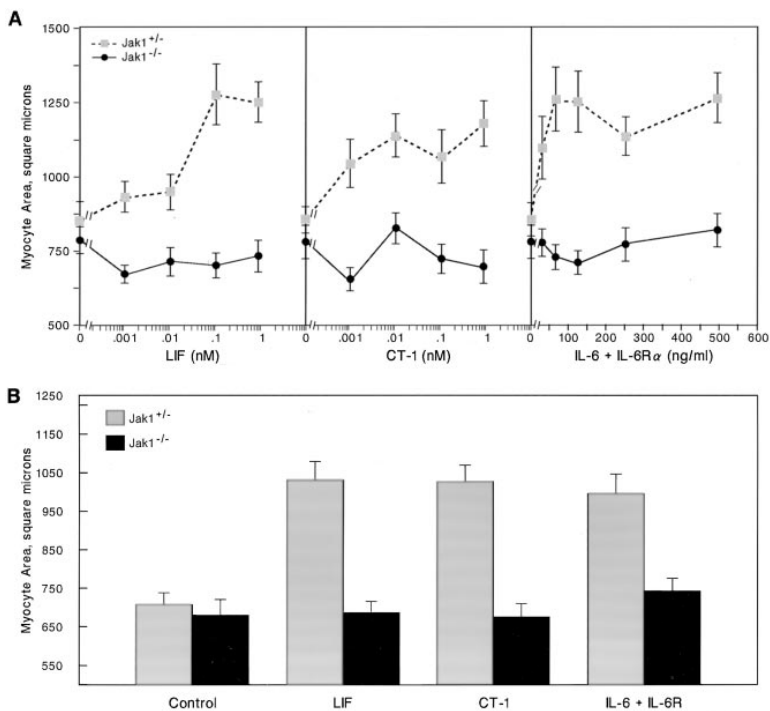 A
1500
1250
1000
750
500
Myocyte Area, square microns
Jak1+/-
Jak1-/-
0 .001 .01 .1 1
LIF (nM)
0 .001 .01 .1 1
CT-1 (nM)
0 100 200 300 400 500 600
IL-6 + IL-6Rα (ng/ml)
B
1250
1150
1050
950
850
750
650
550
Myocyte Area, square microns
Jak1+/-
Jak1-/-
Control LIF CT-1 IL-6 + IL-6R